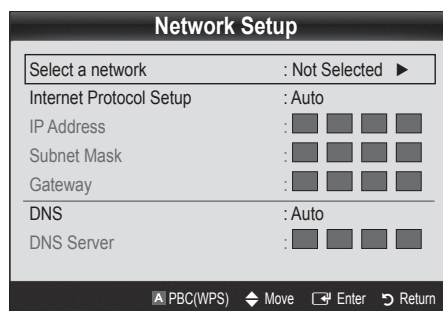 Network Setup
Select a network : Not Selected ►
Internet Protocol Setup : Auto
IP Address :
Subnet Mask :
Gateway :
DNS : Auto
DNS Server :
A PBC(WPS) Move Enter Return